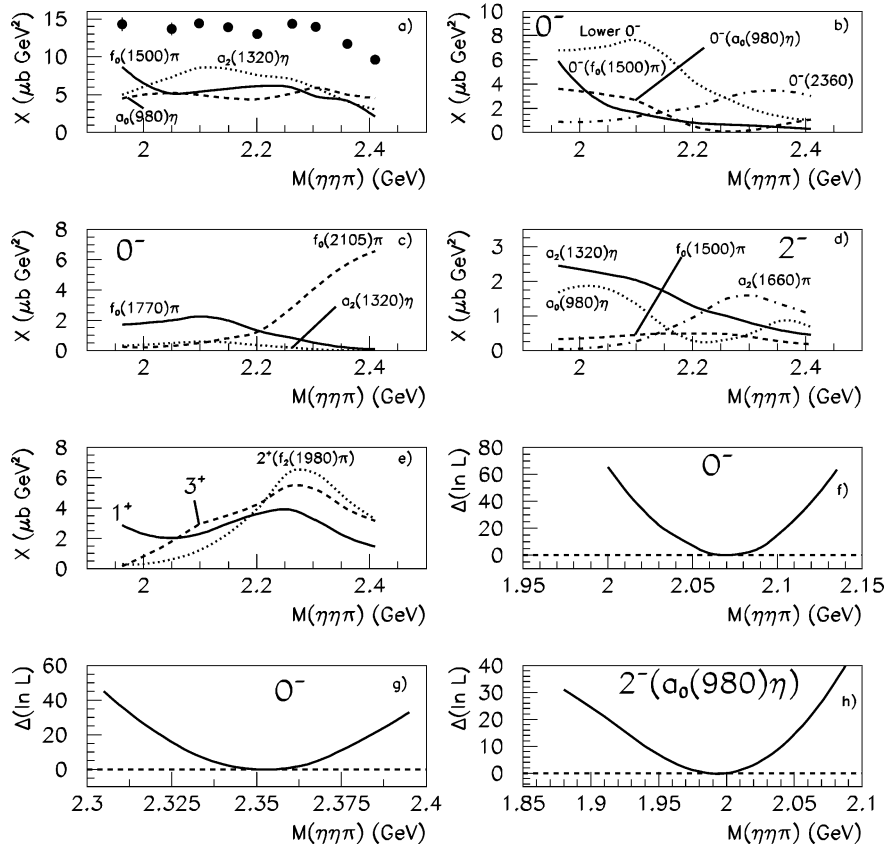 X (μb GeV²)
15
10
5
0
a)
f₀(1500)π
a₂(1320)η
a₀(980)η
2
2.2
2.4
M(ηηπ) (GeV)
X (μb GeV²)
10
8
6
4
2
0
0⁻
b)
Lower 0⁻
0⁻(a₀(980)η)
0⁻(f₀(1500)π)
0⁻(2360)
2
2.2
2.4
M(ηηπ) (GeV)
X (μb GeV²)
8
6
4
2
0
0⁻
c)
f₀(2105)π
f₀(1770)π
a₂(1320)η
2
2.2
2.4
M(ηηπ) (GeV)
X (μb GeV²)
3
2
1
0
2⁻
d)
a₂(1320)η
f₀(1500)π
a₀(980)η
a₂(1660)π
2
2.2
2.4
M(ηηπ) (GeV)
X (μb GeV²)
8
6
4
2
0
e)
2⁺(f₂(1980)π)
3⁺
1⁺
2
2.2
2.4
M(ηηπ) (GeV)
Δ(ln L)
80
60
40
20
0
0⁻
f)
1.95
2
2.05
2.1
2.15
M(ηηπ) (GeV)
Δ(ln L)
60
40
20
0
0⁻
g)
2.3
2.325
2.35
2.375
2.4
M(ηηπ) (GeV)
Δ(ln L)
40
30
20
10
0
2⁻(a₀(980)η)
h)
1.85
1.9
1.95
2
2.05
2.1
M(ηηπ) (GeV)